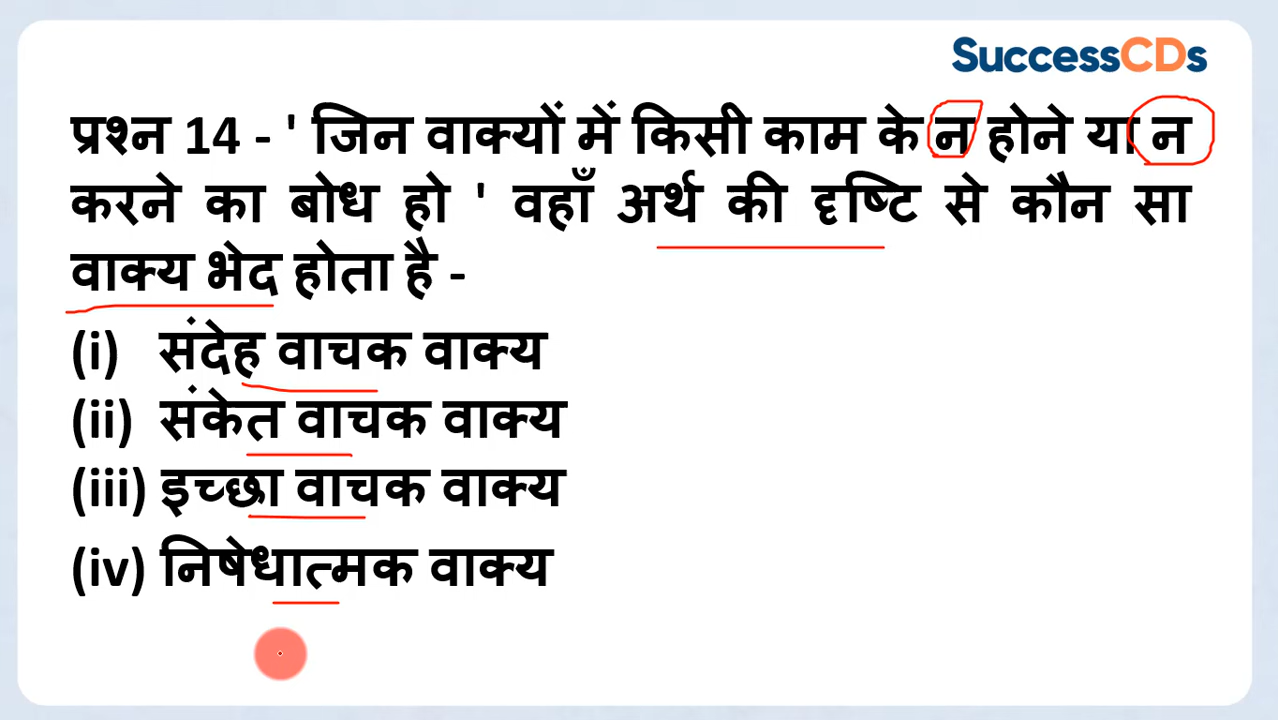 SuccessCDs
प्रश्न 14 - ' जिन वाक्यों में किसी काम के न होने या न
करने का बोध हो ' वहाँ अर्थ की दृष्टि से कौन सा
वाक्य भेद होता है -
(i) संदेह वाचक वाक्य
(ii) संकेत वाचक वाक्य
(iii) इच्छा वाचक वाक्य
(iv) निषेधात्मक वाक्य